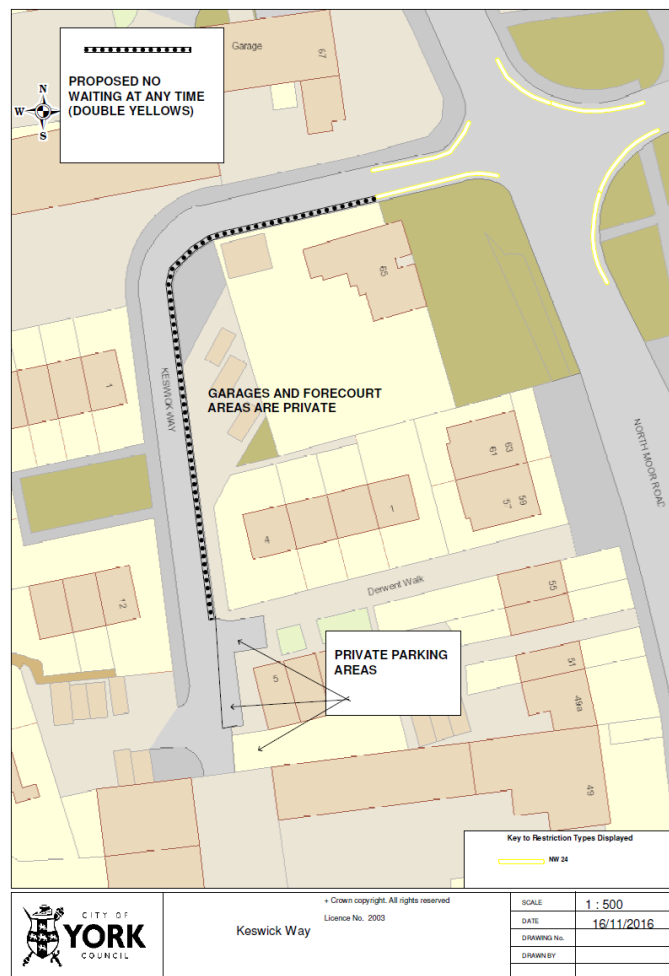 Garage
67
PROPOSED NO
WAITING AT ANY TIME
(DOUBLE YELLOWS)
N
W
E
S
65
1
KESWICK WAY
GARAGES AND FORECOURT
AREAS ARE PRIVATE
NORTH MOOR ROAD
63
61
59
57
4
1
12
Derwent Walk
55
PRIVATE PARKING
AREAS
5
51
49a
49
Key to Restriction Types Displayed
NW 24
CITY OF
YORK
COUNCIL
Keswick Way
+ Crown copyright. All rights reserved
Licence No. 2003
SCALE
1 : 500
DATE
16/11/2016
DRAWING No.
DRAWN BY